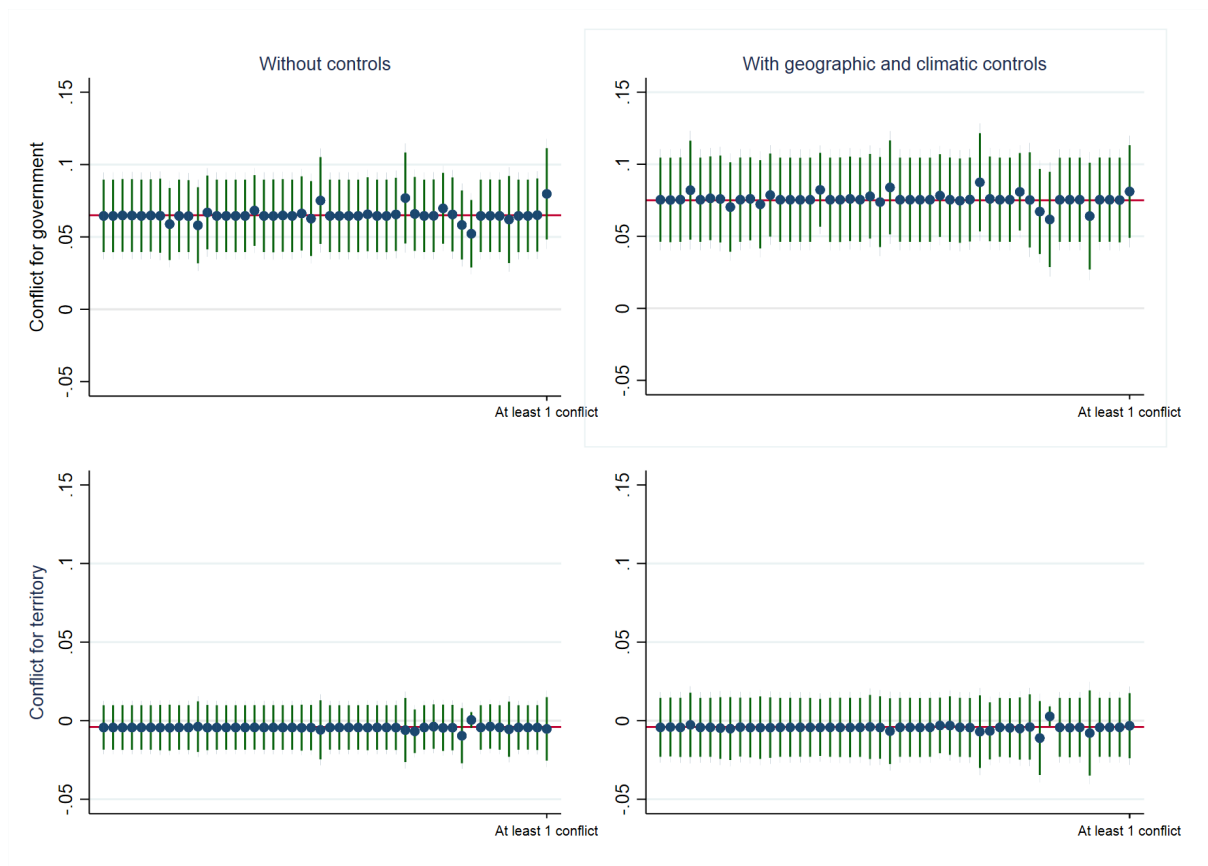 Without controls
With geographic and climatic controls
Conflict for government
.15
.1
.05
0
-.05
At least 1 conflict
.15
.1
.05
0
-.05
At least 1 conflict
Conflict for territory
.15
.1
.05
0
-.05
At least 1 conflict
.15
.1
.05
0
-.05
At least 1 conflict